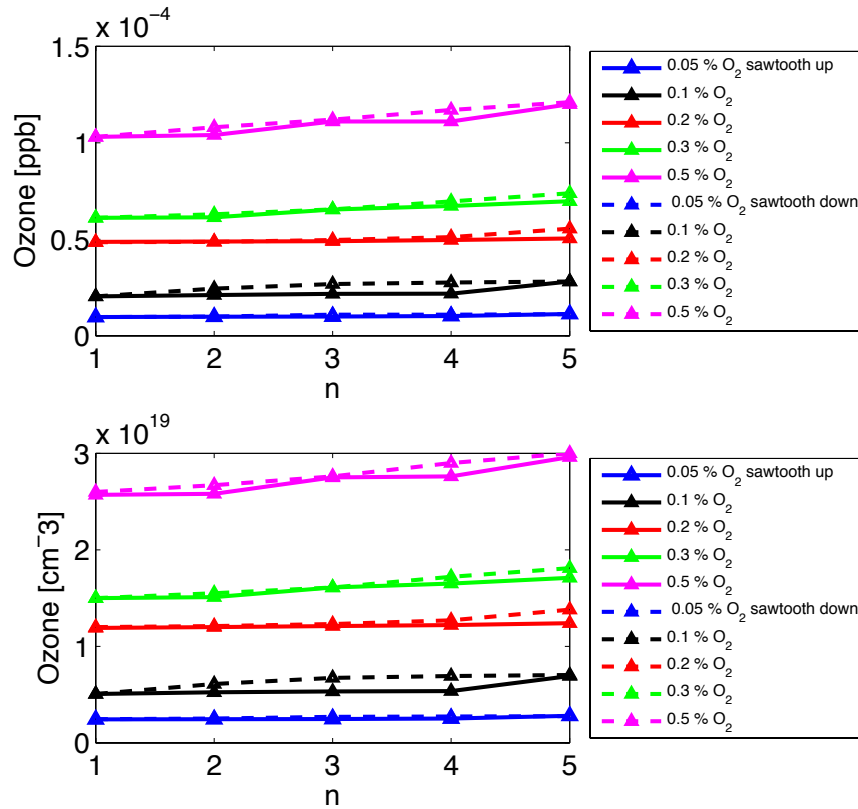 x 10⁻⁴
1.5
1
0.5
0
Ozone [ppb]
1 2 3 4 5
n
0.05 % O₂ sawtooth up
0.1 % O₂
0.2 % O₂
0.3 % O₂
0.5 % O₂
0.05 % O₂ sawtooth down
0.1 % O₂
0.2 % O₂
0.3 % O₂
0.5 % O₂
x 10¹⁹
3
2
1
0
Ozone [cm⁻3]
1 2 3 4 5
n
0.05 % O₂ sawtooth up
0.1 % O₂
0.2 % O₂
0.3 % O₂
0.5 % O₂
0.05 % O₂ sawtooth down
0.1 % O₂
0.2 % O₂
0.3 % O₂
0.5 % O₂